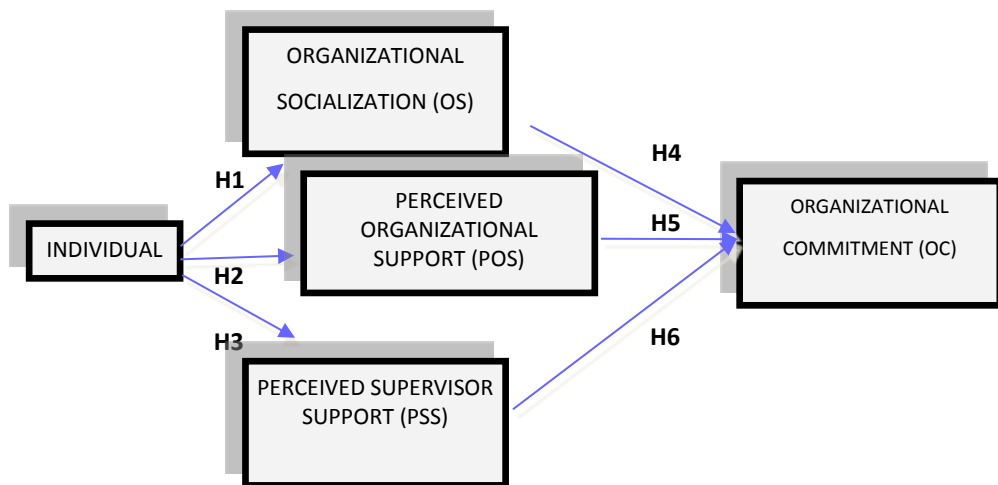 ORGANIZATIONAL
SOCIALIZATION (OS)
H1
H4
PERCEIVED
ORGANIZATIONAL
SUPPORT (POS)
H5
ORGANIZATIONAL
COMMITMENT (OC)
INDIVIDUAL
H2
H3
H6
PERCEIVED SUPERVISOR
SUPPORT (PSS)